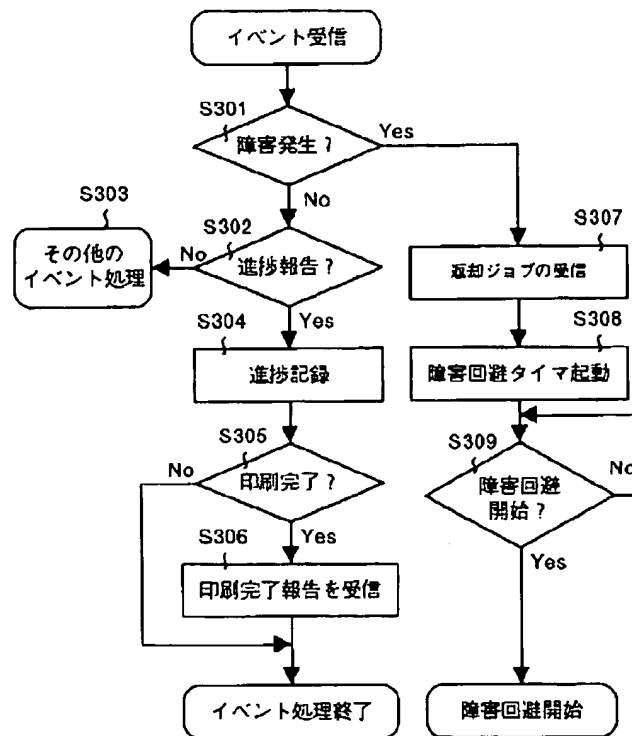 イベント受信
S301
障害発生？
Yes
No
S303
その他の
イベント処理
S302
No
進捗報告？
Yes
S304
進捗記録
S305
No
印刷完了？
Yes
S306
印刷完了報告を受信
イベント処理終了
S307
返却ジョブの受信
S308
障害回避タイマ起動
S309
障害回避
開始？
No
Yes
障害回避開始